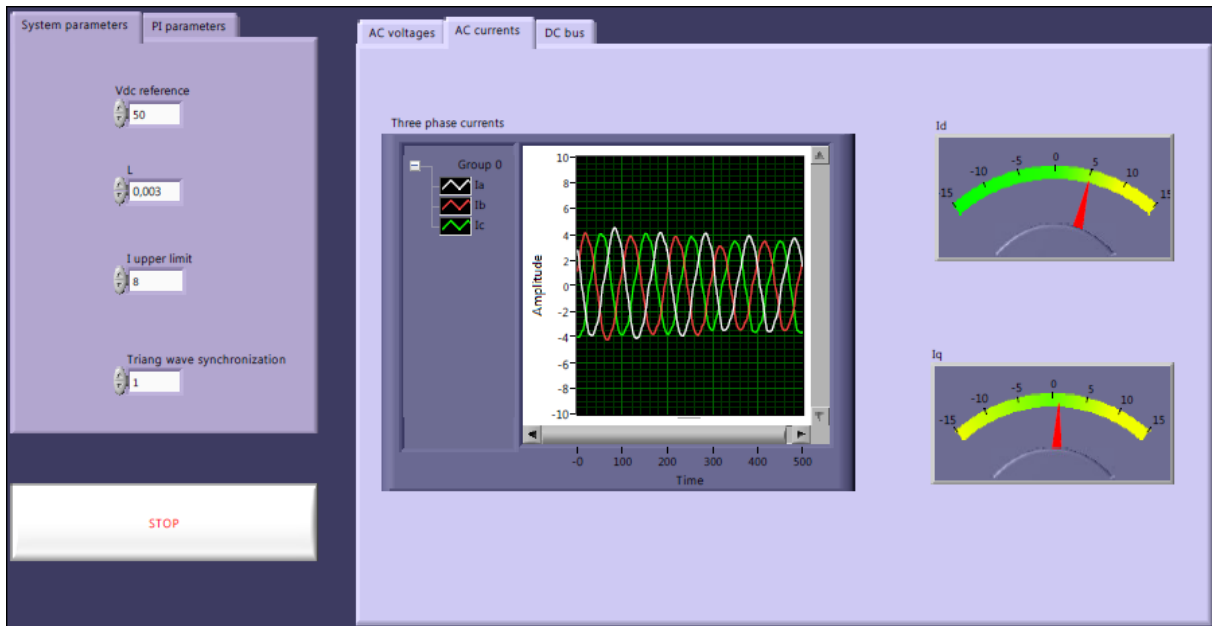 System parameters
PI parameters
Vdc reference
50
L
0,003
I upper limit
8
Triang wave synchronization
1
STOP
AC voltages
AC currents
DC bus
Three phase currents
Group 0
Ia
Ib
Ic
Amplitude
10-
8-
6-
4-
2-
0-
-2-
-4-
-6-
-8-
-10-
-0 100 200 300 400 500
Time
Id
-15 -10 -5 0 5 10 15
Iq
-15 -10 -5 0 5 10 15